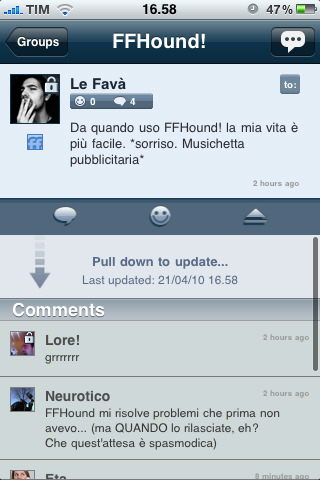 TIM 16.58 47%
Groups FFHound!
Le Favà to:
0 4
Da quando uso FFHound! la mia vita è
più facile. *sorriso. Musichetta
pubblicitaria*
ff
2 hours ago
Pull down to update...
Last updated: 21/04/10 16.58
Comments
Lore! 2 hours ago
grrrrrrr
Neurotico 2 hours ago
FFHound mi risolve problemi che prima non
avevo... (ma QUANDO lo rilasciate, eh?
Che quest'attesa è spasmodica)
8 minutes ago